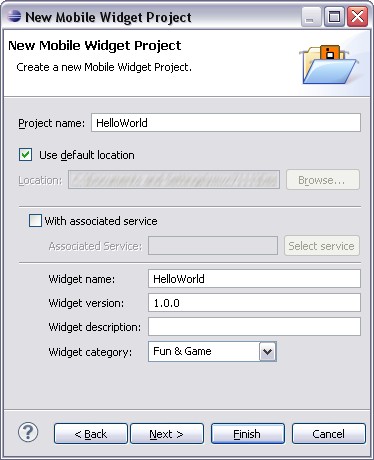 New Mobile Widget Project
New Mobile Widget Project
Create a new Mobile Widget Project.
Project name: HelloWorld
Use default location
Location: Browse...
With associated service
Associated Service: Select service
Widget name: HelloWorld
Widget version: 1.0.0
Widget description:
Widget category: Fun & Game
? < Back Next > Finish Cancel